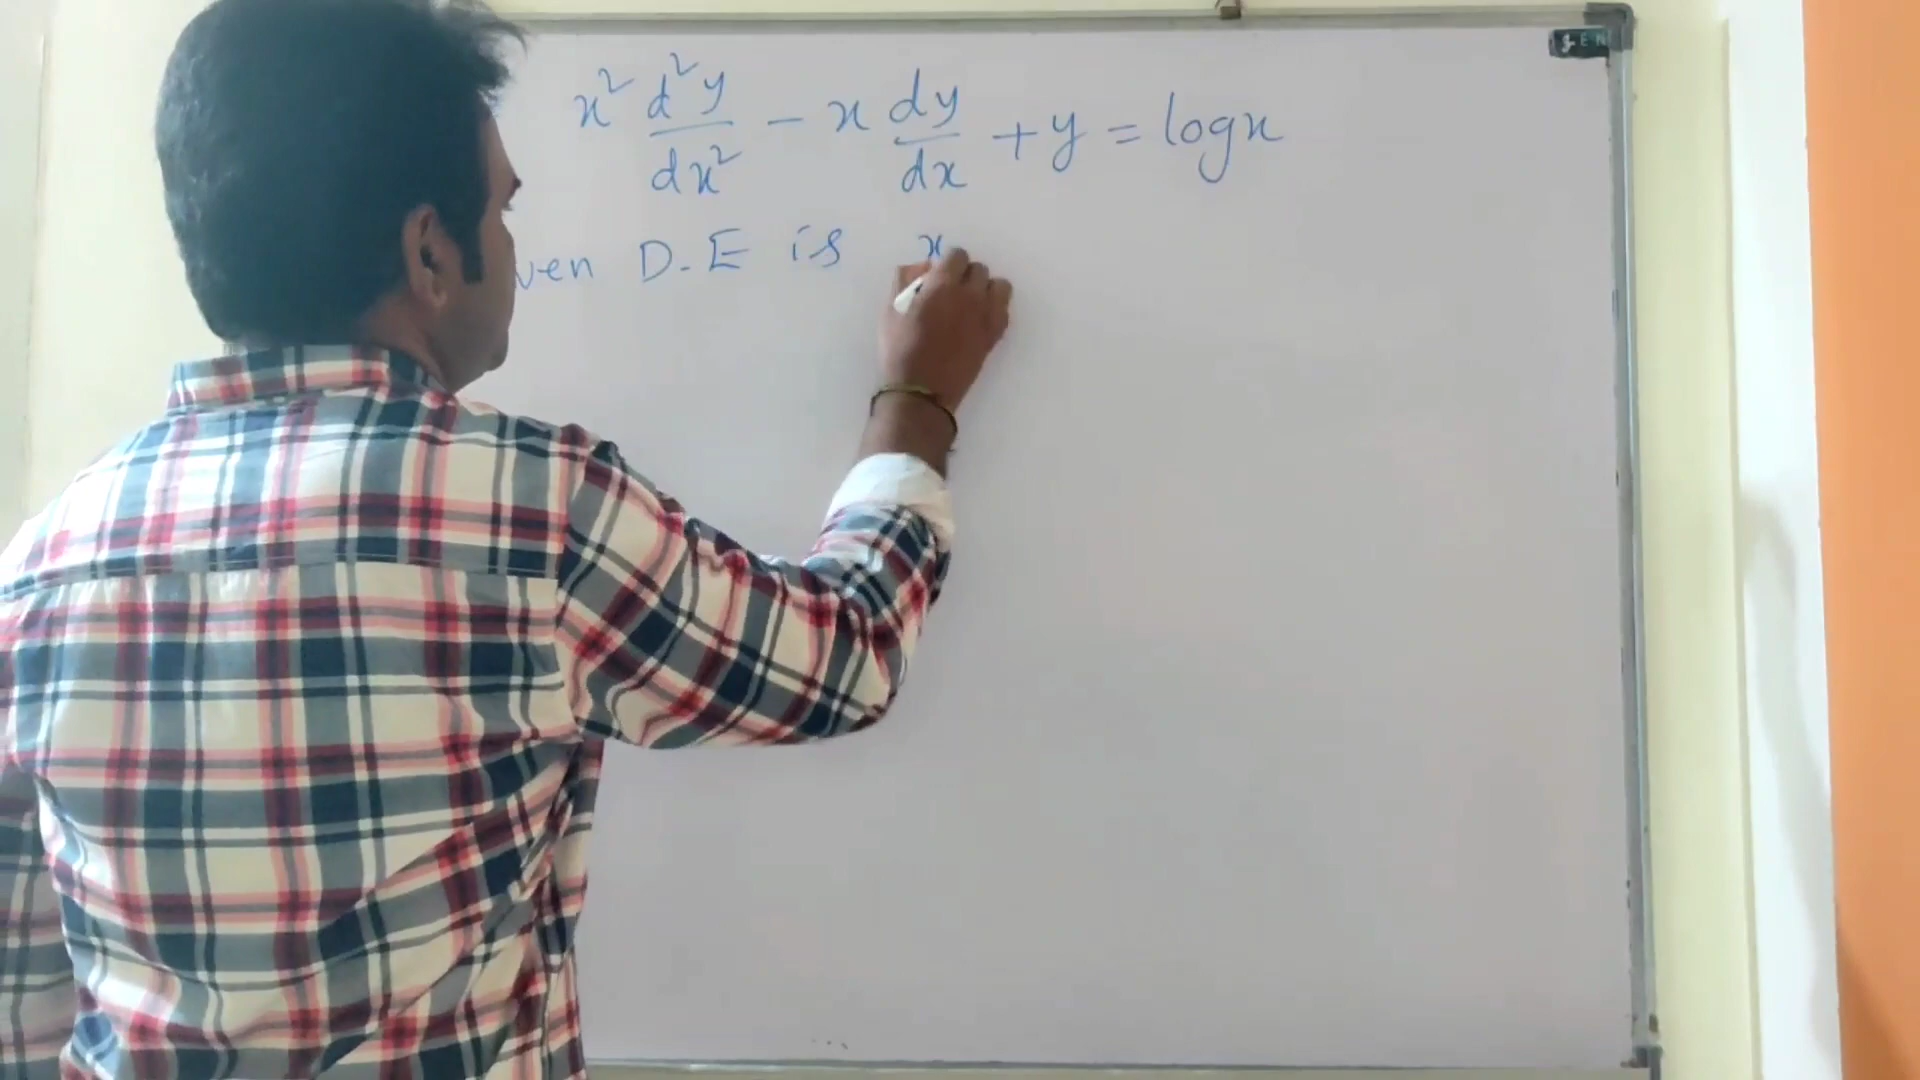 x² d²y/dx² - x dy/dx + y = log x
ven D.E is x